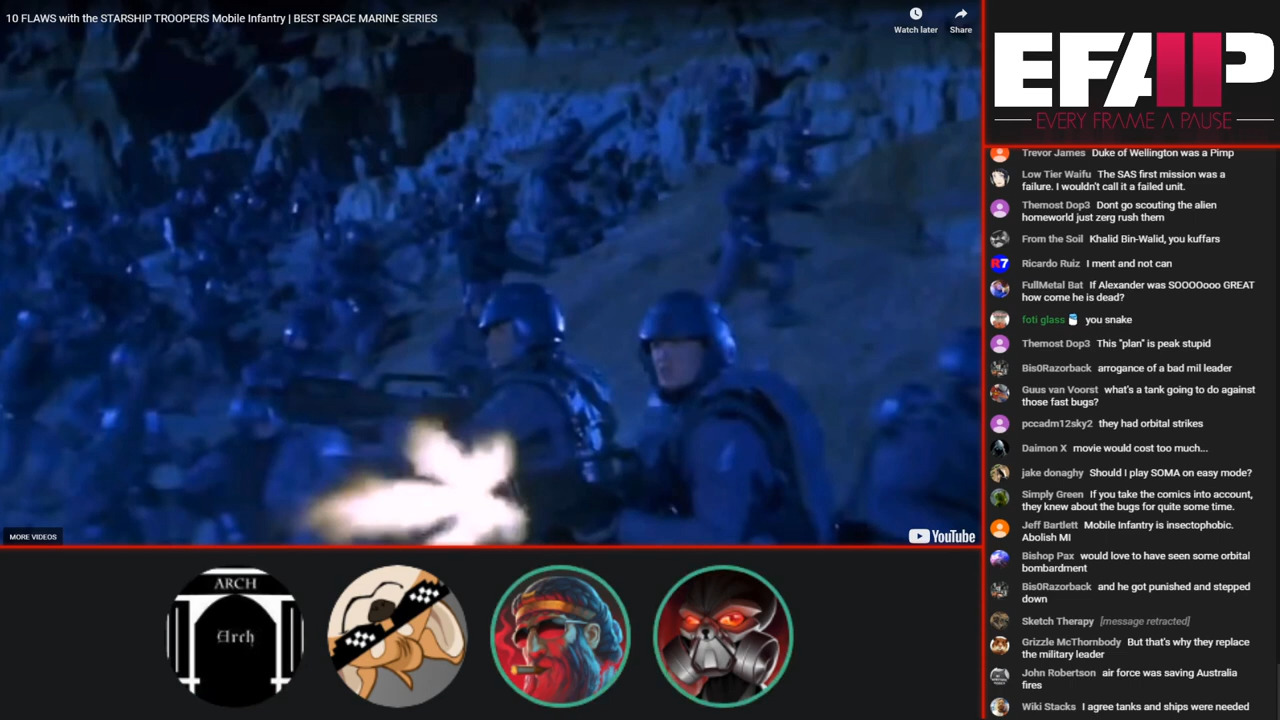 10 FLAWS with the STARSHIP TROOPERS Mobile Infantry | BEST SPACE MARINE SERIES
Watch later
Share
MORE VIDEOS
YouTube
ARCH
Arch
EFAP
EVERY FRAME A PAUSE
Trevor James Duke of Wellington was a Pimp
Low Tier Waifu The SAS first mission was a
failure. I wouldn't call it a failed unit.
Themost Dop3 Dont go scouting the alien
homeworld just zerg rush them
From the Soil Khalid Bin-Walid, you kuffars
R7
Ricardo Ruiz I ment and not can
FullMetal Bat If Alexander was SOOOOooo GREAT
how come he is dead?
foti glass you snake
Themost Dop3 This "plan" is peak stupid
Bis0Razorback arrogance of a bad mil leader
Guus van Voorst what's a tank going to do against
those fast bugs?
pccadm12sky2 they had orbital strikes
Daimon X movie would cost too much...
jake donaghy Should I play SOMA on easy mode?
Simply Green If you take the comics into account,
they knew about the bugs for quite some time.
Jeff Bartlett Mobile Infantry is insectophobic.
Abolish MI
Bishop Pax would love to have seen some orbital
bombardment
Bis0Razorback and he got punished and stepped
down
Sketch Therapy [message retracted]
Grizzle McThornbody But that's why they replace
the military leader
John Robertson air force was saving Australia
fires
Wiki Stacks I agree tanks and ships were needed